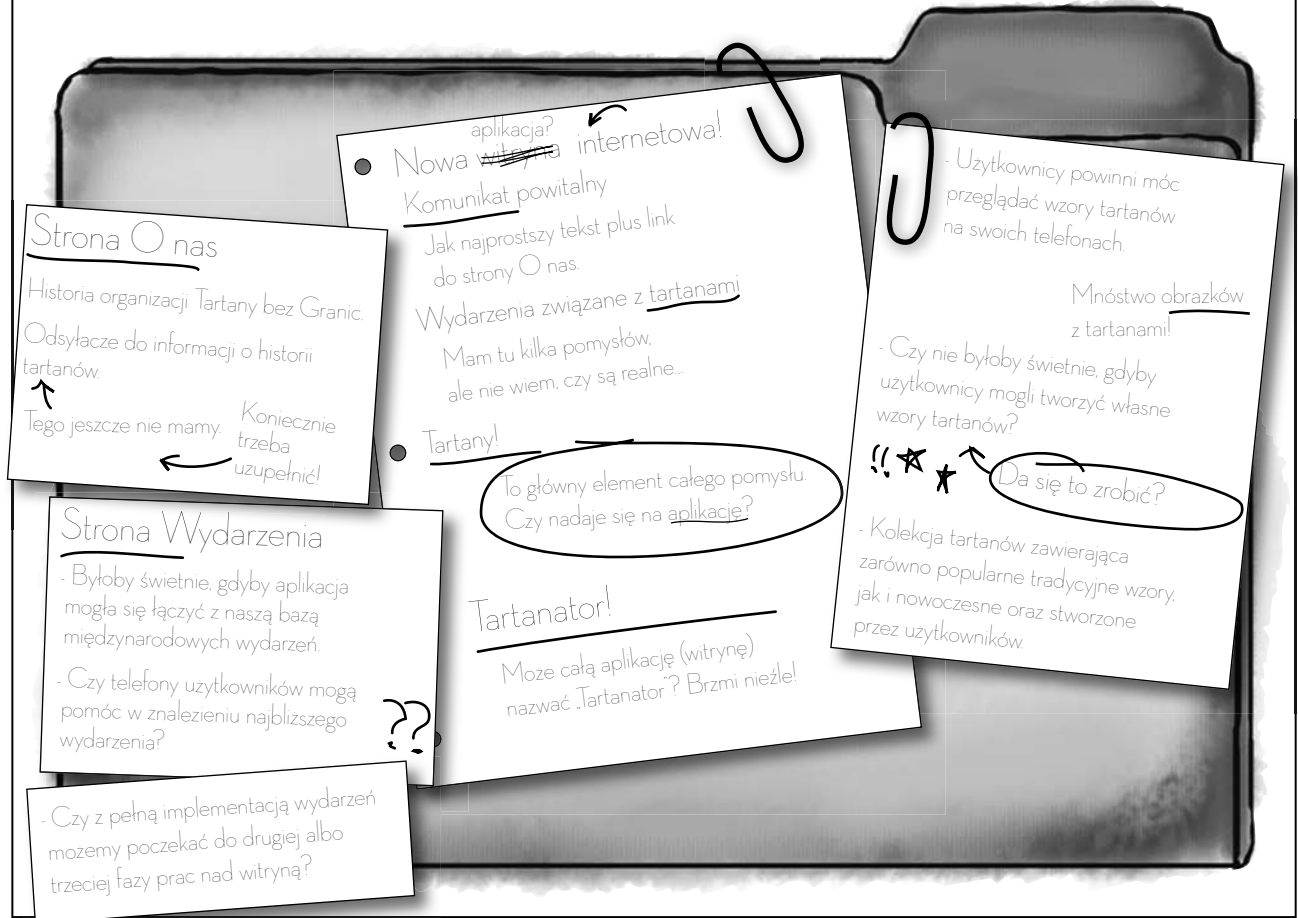 aplikacja?
Nowa witryna internetowa!
Komunikat powitalny
Jak najprostszy tekst plus link
do strony O nas.
Wydarzenia związane z tartanami
Mam tu kilka pomysłów,
ale nie wiem, czy są realne...
Tartany!
To główny element całego pomysłu.
Czy nadaje się na aplikację?
Tartanator!
Może całą aplikację (witrynę)
nazwać „Tartanator”? Brzmi nieźle!
Strona O nas
Historia organizacji Tartany bez Granic.
Odsyłacze do informacji o historii
tartanów.
Tego jeszcze nie mamy.
Koniecznie
trzeba
uzupełnić!
Strona Wydarzenia
- Byłoby świetnie, gdyby aplikacja
mogła się łączyć z naszą bazą
międzynarodowych wydarzeń.
- Czy telefony użytkowników mogą
pomóc w znalezieniu najbliższego
wydarzenia?
??
- Czy z pełną implementacją wydarzeń
możemy poczekać do drugiej albo
trzeciej fazy prac nad witryną?
- Użytkownicy powinni móc
przeglądać wzory tartanów
na swoich telefonach.
Mnóstwo obrazków
z tartanami!
- Czy nie byłoby świetnie, gdyby
użytkownicy mogli tworzyć własne
wzory tartanów?
!!
Da się to zrobić?
- Kolekcja tartanów zawierająca
zarówno popularne tradycyjne wzory,
jak i nowoczesne oraz stworzone
przez użytkowników.